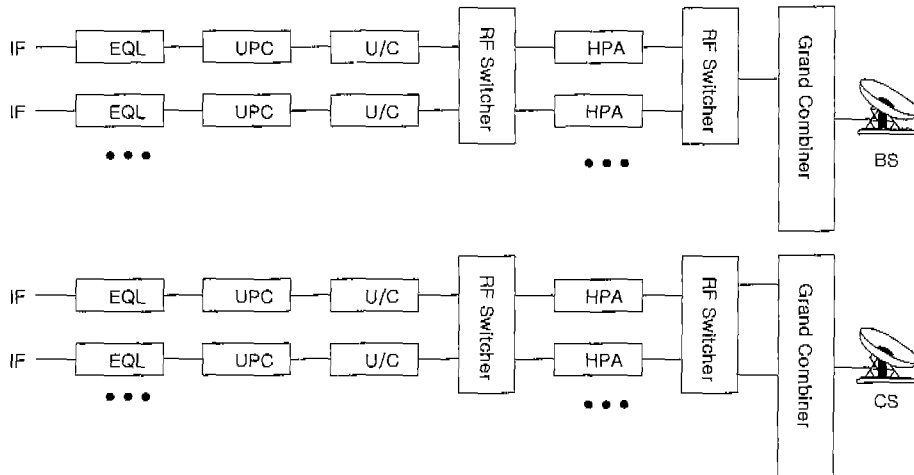 IF EQL UPC U/C RF Switcher HPA RF Switcher Grand Combiner
IF EQL UPC U/C HPA
BS
IF EQL UPC U/C RF Switcher HPA RF Switcher Grand Combiner
IF EQL UPC U/C HPA
CS